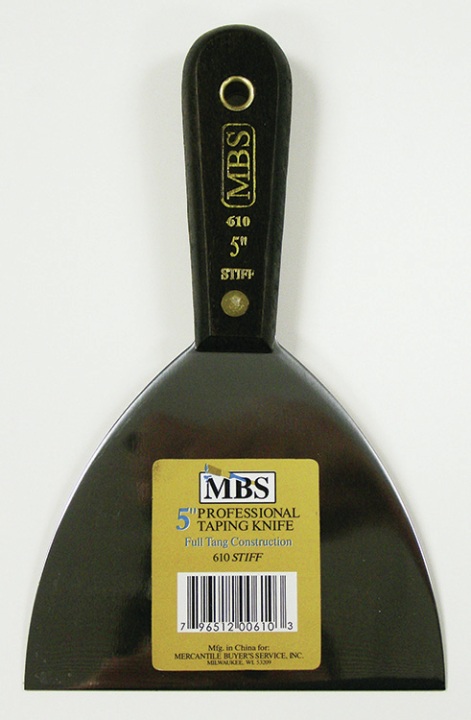 MBS
610
5"
STIFF
MBS
5" PROFESSIONAL
TAPING KNIFE
Full Tang Construction
610 STIFF
7 96512 00610 3
Mfg. in China for:
MERCANTILE BUYER'S SERVICE, INC.
MILWAUKEE, WI. 53209